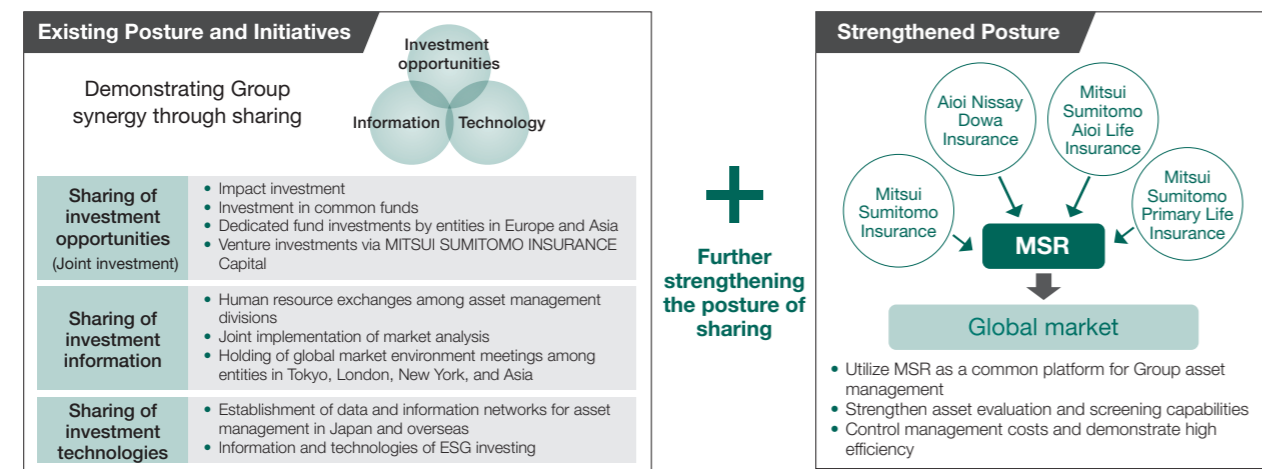 Existing Posture and Initiatives
Demonstrating Group
synergy through sharing
Investment
opportunities
Information
Technology
Sharing of
investment
opportunities
(Joint investment)
• Impact investment
• Investment in common funds
• Dedicated fund investments by entities in Europe and Asia
• Venture investments via MITSUI SUMITOMO INSURANCE
Capital
Sharing of
investment
information
• Human resource exchanges among asset management
divisions
• Joint implementation of market analysis
• Holding of global market environment meetings among
entities in Tokyo, London, New York, and Asia
Sharing of
investment
technologies
• Establishment of data and information networks for asset
management in Japan and overseas
• Information and technologies of ESG investing
+
Further
strengthening
the posture of
sharing
Strengthened Posture
Mitsui
Sumitomo
Insurance
Aioi Nissay
Dowa
Insurance
Mitsui
Sumitomo
Aioi Life
Insurance
Mitsui
Sumitomo
Primary Life
Insurance
MSR
Global market
• Utilize MSR as a common platform for Group asset
management
• Strengthen asset evaluation and screening capabilities
• Control management costs and demonstrate high
efficiency